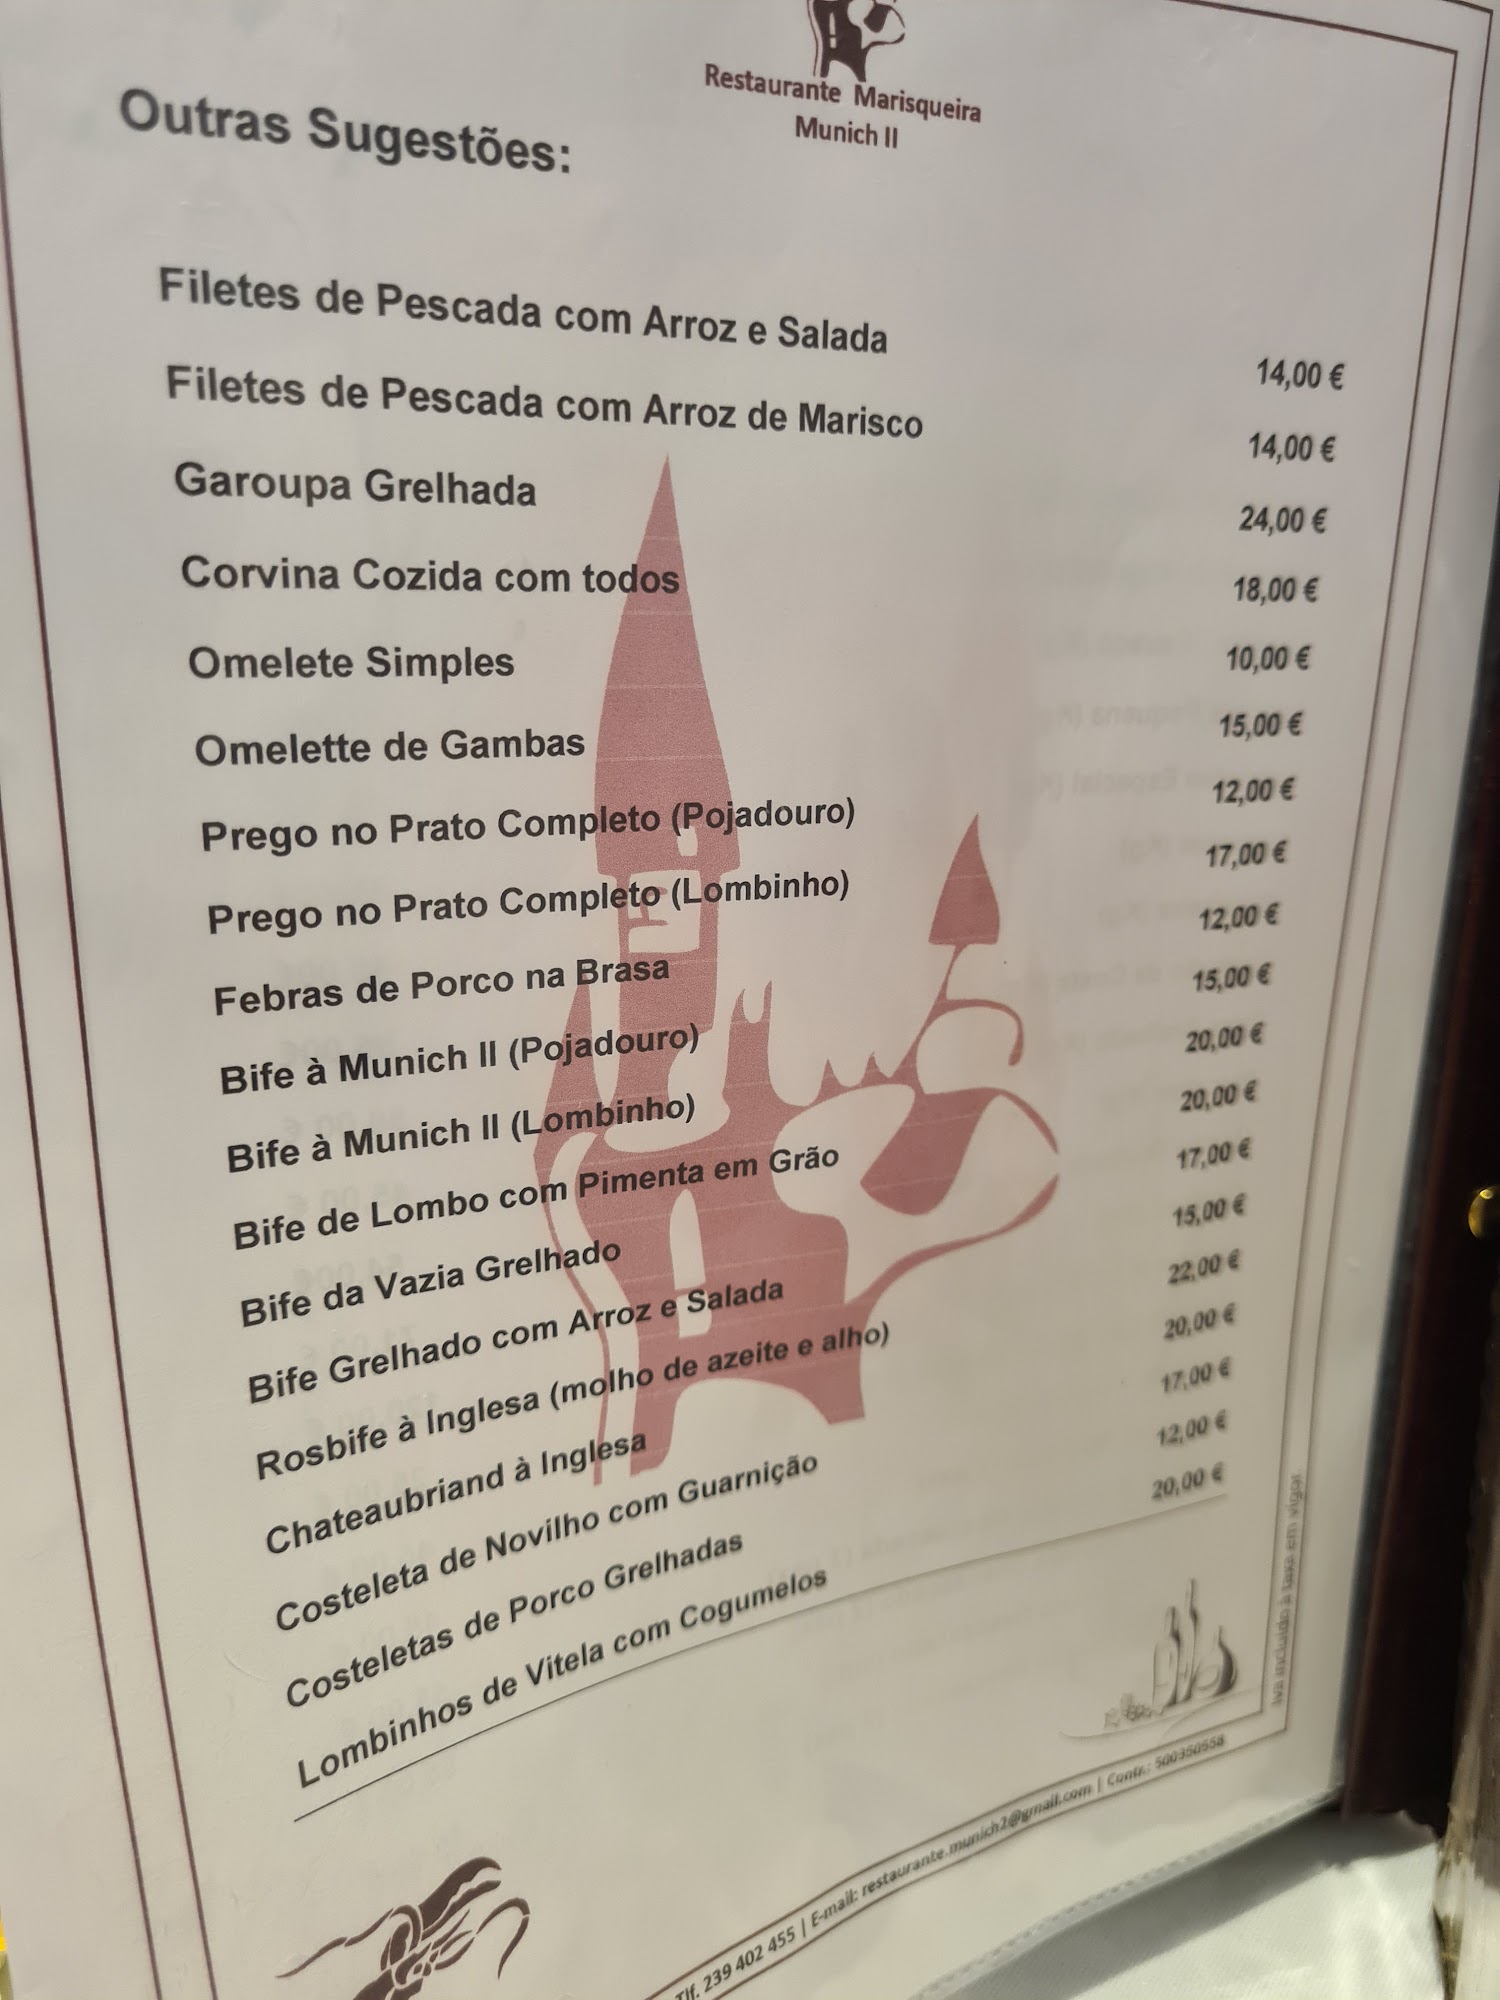 Restaurante Marisqueira
Munich II
Outras Sugestões:
Filetes de Pescada com Arroz e Salada 14,00 €
Filetes de Pescada com Arroz de Marisco 14,00 €
Garoupa Grelhada 24,00 €
Corvina Cozida com todos 18,00 €
Omelete Simples 10,00 €
Omelette de Gambas 15,00 €
Prego no Prato Completo (Pojadouro) 12,00 €
Prego no Prato Completo (Lombinho) 17,00 €
Febras de Porco na Brasa 12,00 €
Bife à Munich II (Pojadouro) 15,00 €
Bife à Munich II (Lombinho) 20,00 €
Bife de Lombo com Pimenta em Grão 20,00 €
Bife da Vazia Grelhado 17,00 €
Bife Grelhado com Arroz e Salada 15,00 €
Rosbife à Inglesa (molho de azeite e alho) 22,00 €
Chateaubriand à Inglesa 20,00 €
Costeleta de Novilho com Guarnição 17,00 €
Costeletas de Porco Grelhadas 12,00 €
Lombinhos de Vitela com Cogumelos 20,00 €
Iva incluído à taxa em vigor.
Tlf. 239 402 455 | E-mail: restaurante.munich2@gmail.com | Contr.: 500350558